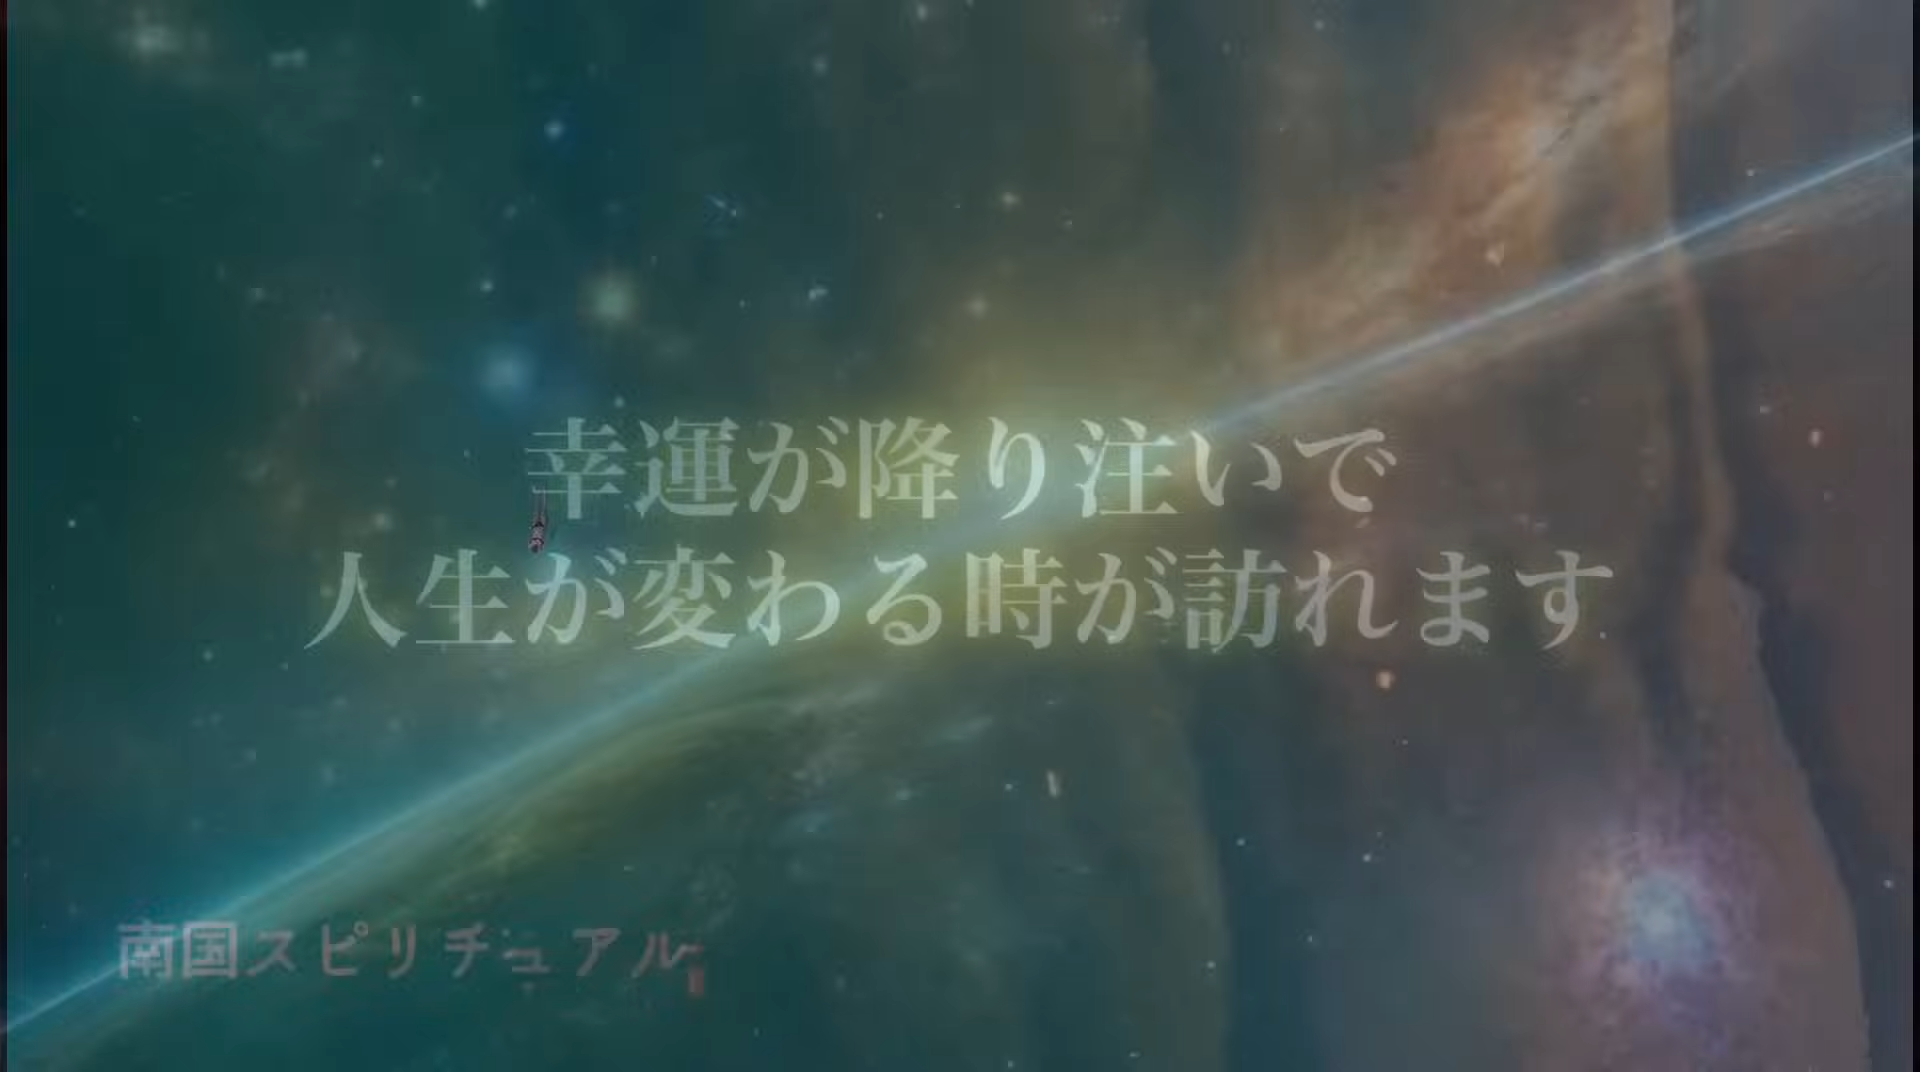 幸運が降り注いで
人生が変わる時が訪れます
南国スピリチュアル